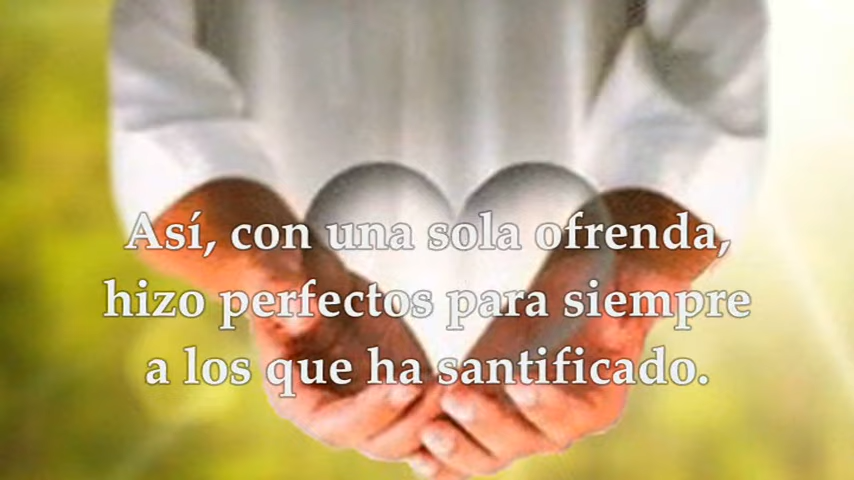 Así, con una sola ofrenda,
hizo perfectos para siempre
a los que ha santificado.